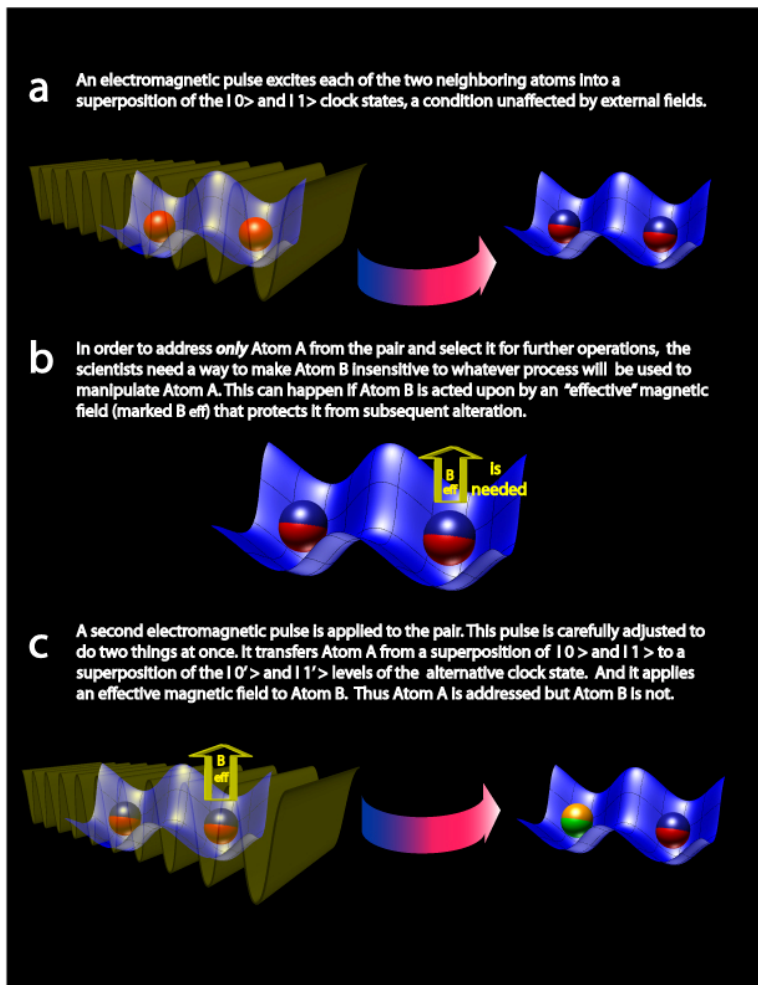 a
An electromagnetic pulse excites each of the two neighboring atoms into a
superposition of the I 0> and I 1> clock states, a condition unaffected by external fields.
b
In order to address only Atom A from the pair and select it for further operations, the
scientists need a way to make Atom B insensitive to whatever process will be used to
manipulate Atom A. This can happen if Atom B is acted upon by an "effective" magnetic
field (marked B eff) that protects it from subsequent alteration.
B is
eff needed
c
A second electromagnetic pulse is applied to the pair. This pulse is carefully adjusted to
do two things at once. It transfers Atom A from a superposition of I 0 > and I 1 > to a
superposition of the I 0' > and I 1' > levels of the alternative clock state. And it applies
an effective magnetic field to Atom B. Thus Atom A is addressed but Atom B is not.
B
eff